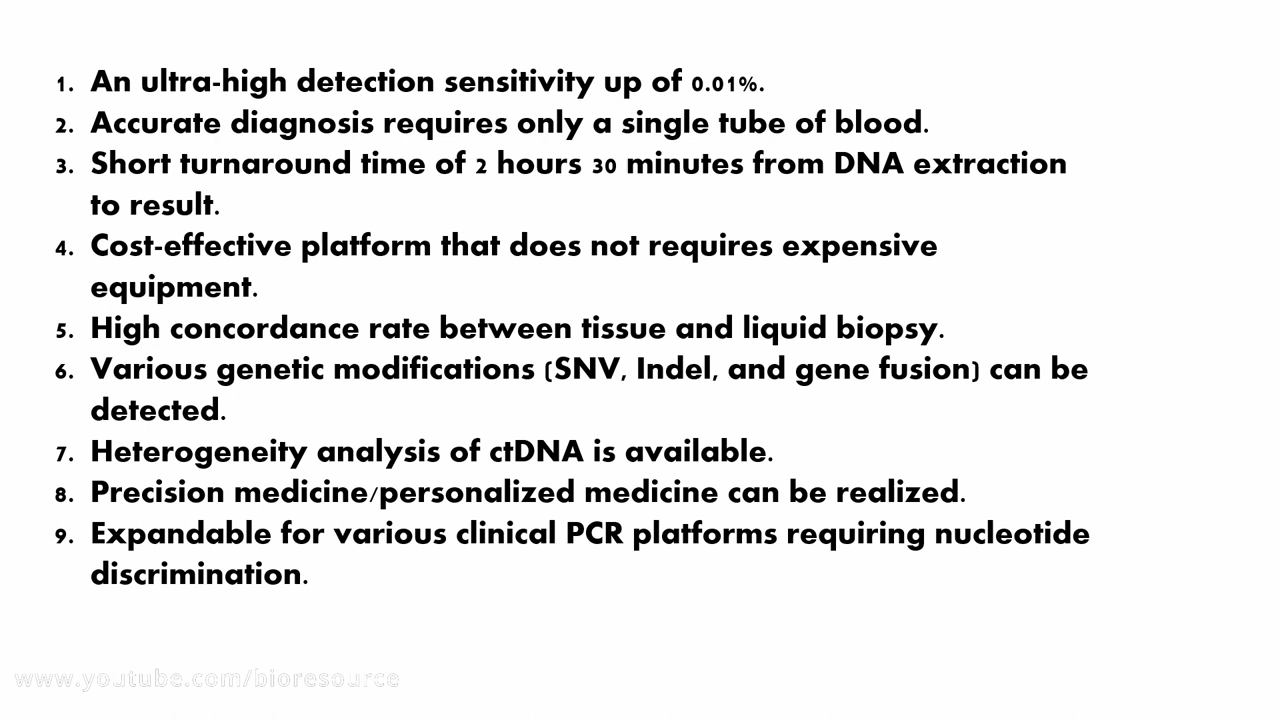 1. An ultra-high detection sensitivity up of 0.01%.
2. Accurate diagnosis requires only a single tube of blood.
3. Short turnaround time of 2 hours 30 minutes from DNA extraction
to result.
4. Cost-effective platform that does not requires expensive
equipment.
5. High concordance rate between tissue and liquid biopsy.
6. Various genetic modifications (SNV, Indel, and gene fusion) can be
detected.
7. Heterogeneity analysis of ctDNA is available.
8. Precision medicine/personalized medicine can be realized.
9. Expandable for various clinical PCR platforms requiring nucleotide
discrimination.
www.youtube.com/bioresource